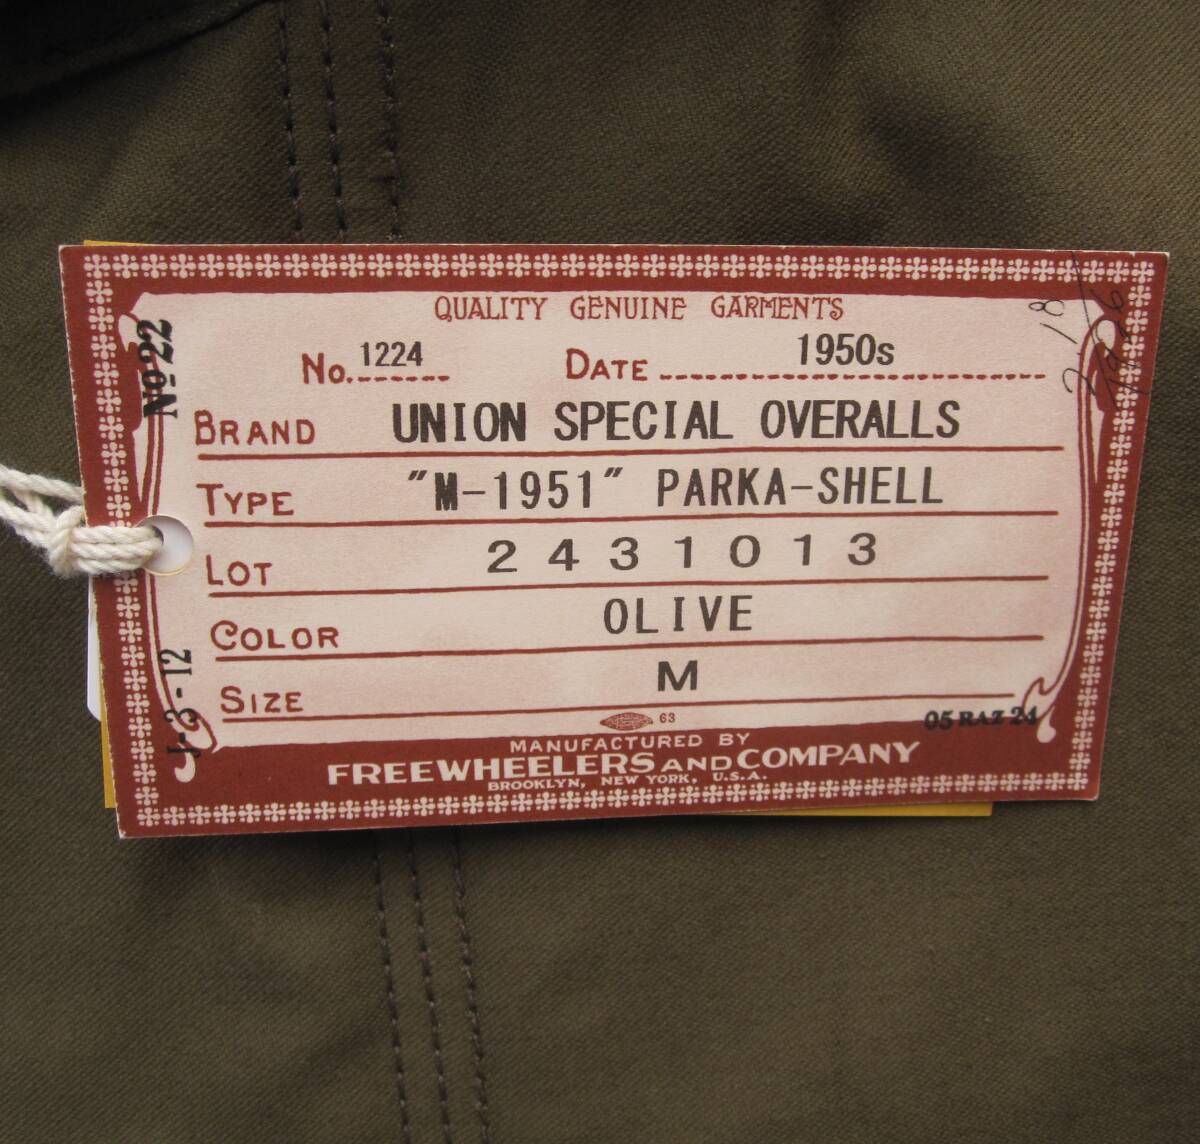 QUALITY GENUINE GARMENTS
No. 1224 DATE 1950s
BRAND UNION SPECIAL OVERALLS
TYPE "M-1951" PARKA-SHELL
LOT 2431013
COLOR OLIVE
SIZE M
63
MANUFACTURED BY
FREEWHEELERS AND COMPANY
BROOKLYN, NEW YORK, U.S.A.
No 22
J-3-12
05 RAZ 24